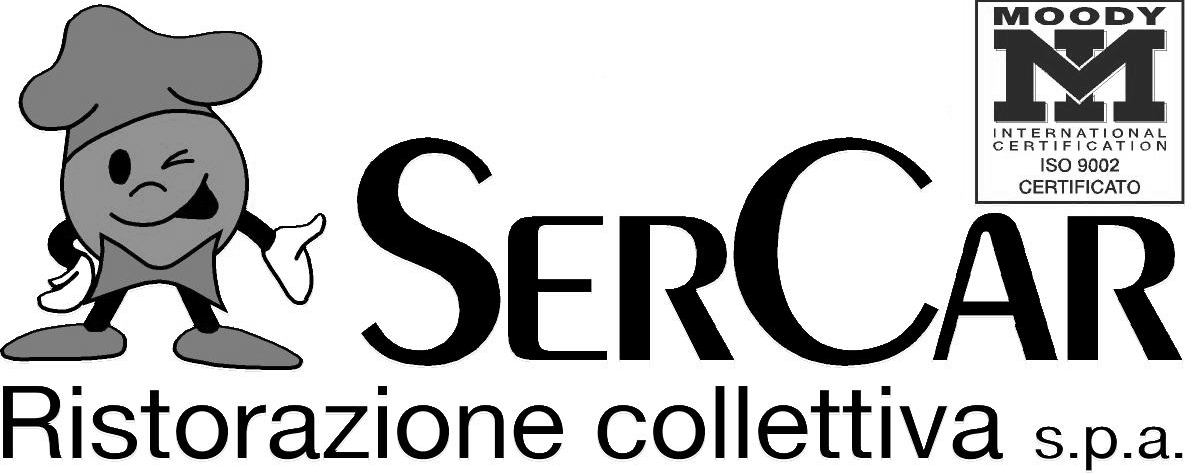 MOODY
INTERNATIONAL
CERTIFICATION
ISO 9002
CERTIFICATO
SERCAR
Ristorazione collettiva s.p.a.